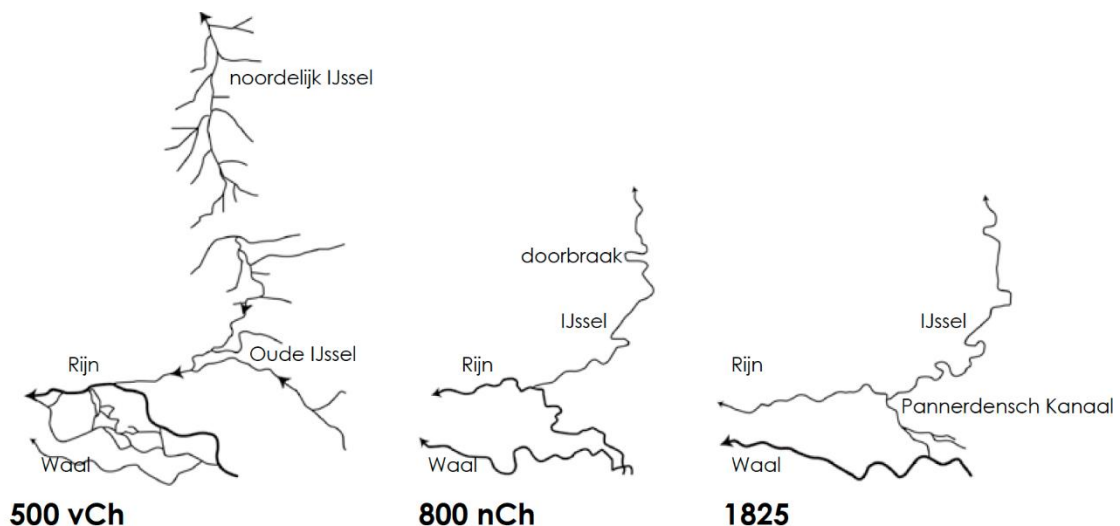 noordelijk IJssel
Oude IJssel
Rijn
Waal
500 vCh
doorbraak
IJssel
Rijn
Waal
800 nCh
IJssel
Rijn
Pannerdensch Kanaal
Waal
1825